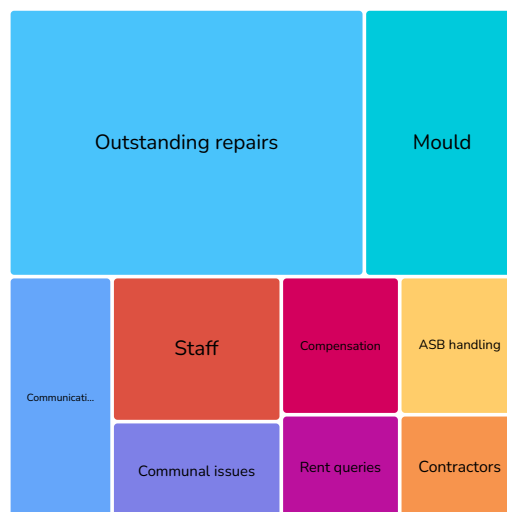 Outstanding repairs
Mould
Communicati...
Staff
Compensation
ASB handling
Communal issues
Rent queries
Contractors